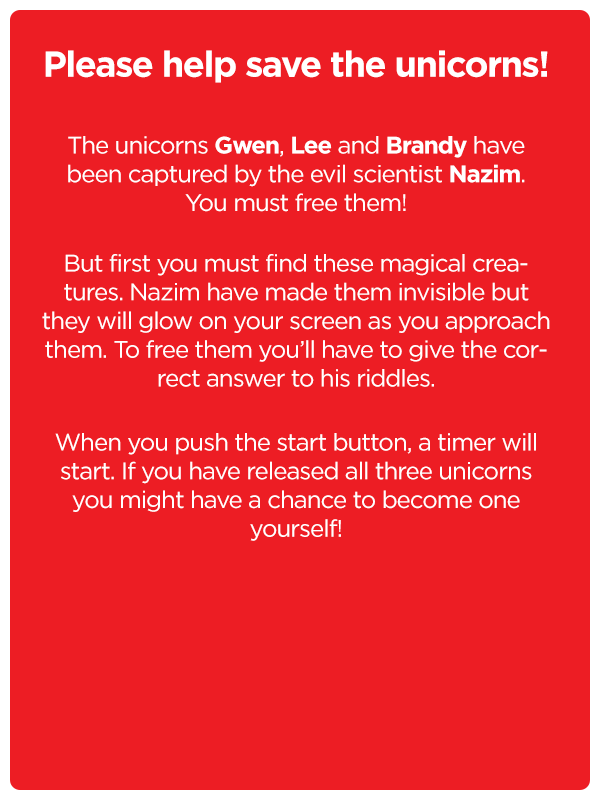 Please help save the unicorns!
The unicorns Gwen, Lee and Brandy have
been captured by the evil scientist Nazim.
You must free them!
But first you must find these magical crea-
tures. Nazim have made them invisible but
they will glow on your screen as you approach
them. To free them you’ll have to give the cor-
rect answer to his riddles.
When you push the start button, a timer will
start. If you have released all three unicorns
you might have a chance to become one
yourself!